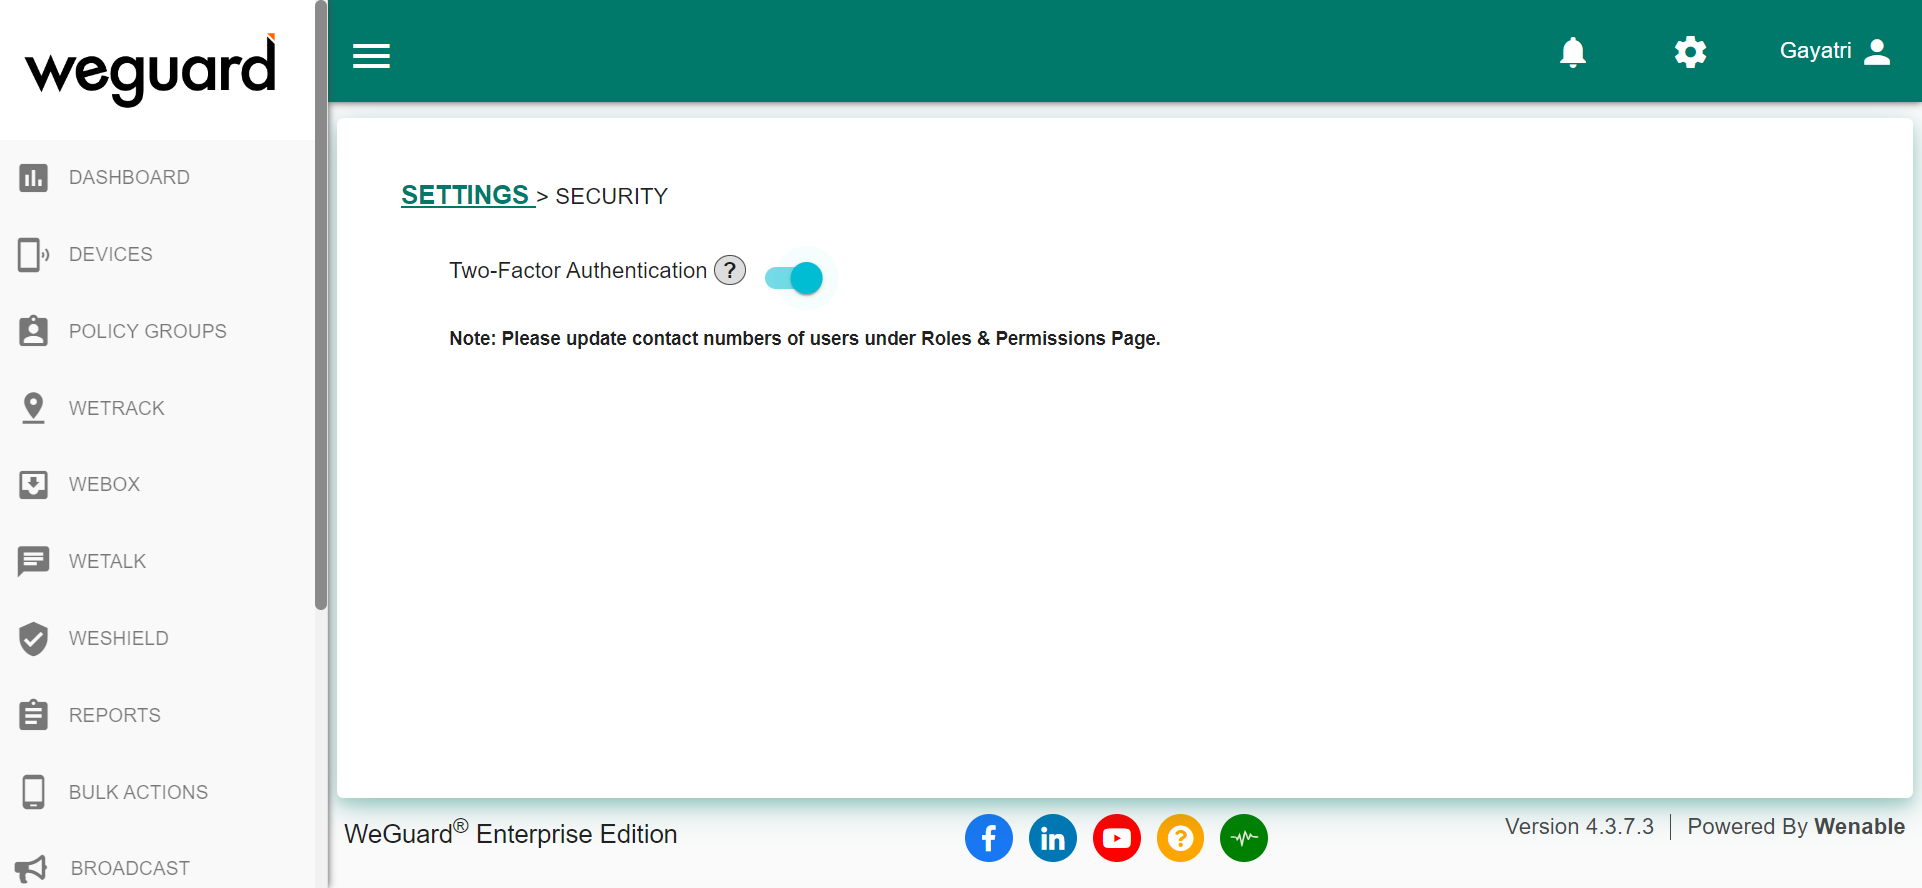 weguard
Gayatri
DASHBOARD
DEVICES
POLICY GROUPS
WETRACK
WEBOX
WETALK
WESHIELD
REPORTS
BULK ACTIONS
BROADCAST
SETTINGS > SECURITY
Two-Factor Authentication ?
Note: Please update contact numbers of users under Roles & Permissions Page.
WeGuard® Enterprise Edition
f in ?
Version 4.3.7.3 | Powered By Wenable